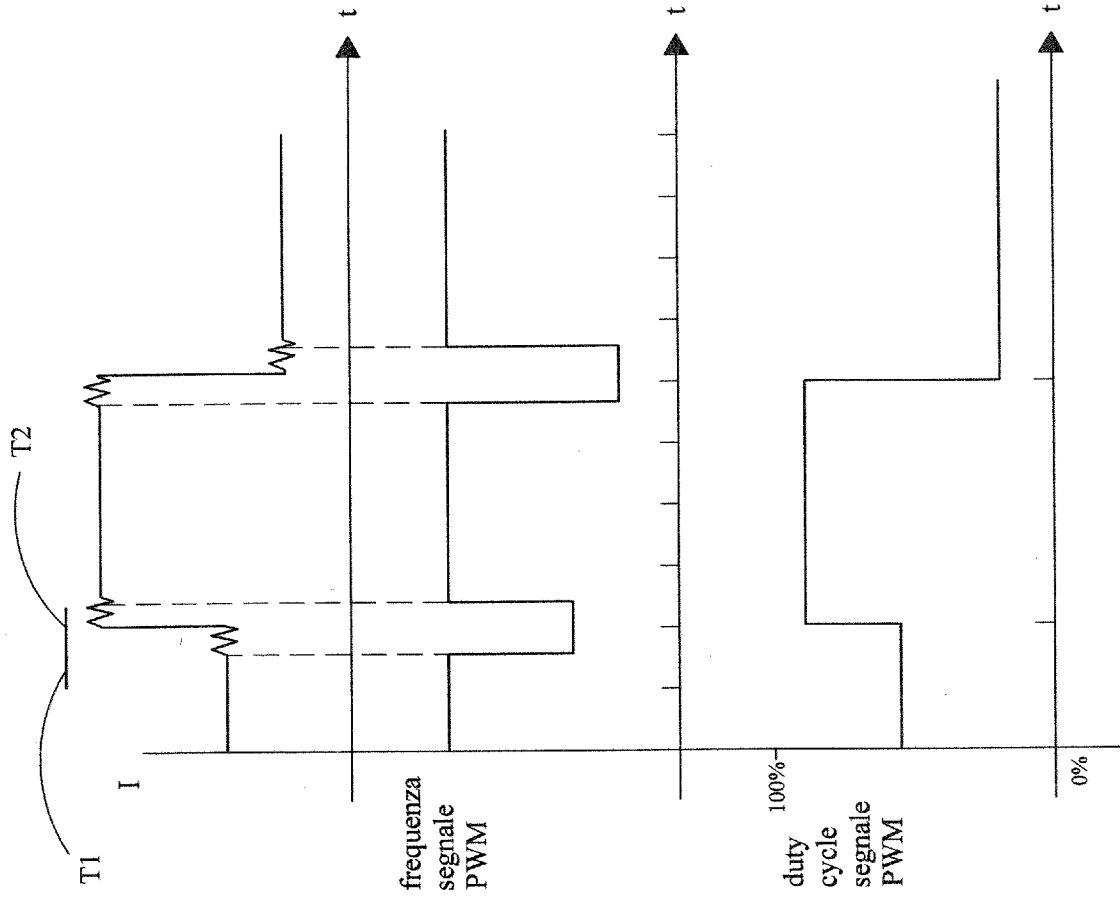 T1
T2
I
t
frequenza
segnale
PWM
t
100%
duty
cycle
segnale
PWM
0%
t